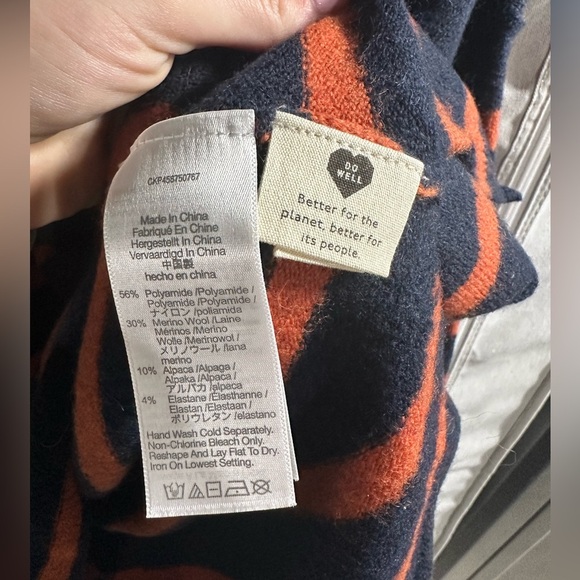 CKP458750767
Made In China
Fabriqué En Chine
Hergestellt In China
Vervaardigd In China
中国製
hecho en china
56% Polyamide /Polyamide /
Polyamide /Polyamide /
ナイロン /poliamida
30% Merino Wool /Laine
Mérinos /Merino
Wolle /Merinowol /
メリノウール /lana
merino
10% Alpaca /Alpaga /
Alpaka /Alpaca /
アルパカ /alpaca
4% Elastane /Elasthanne /
Elastan /Elastaan /
ポリウレタン /elastano
Hand Wash Cold Separately.
Non-Chlorine Bleach Only.
Reshape And Lay Flat To Dry.
Iron On Lowest Setting.
DO
WELL
Better for the
planet, better for
its people.